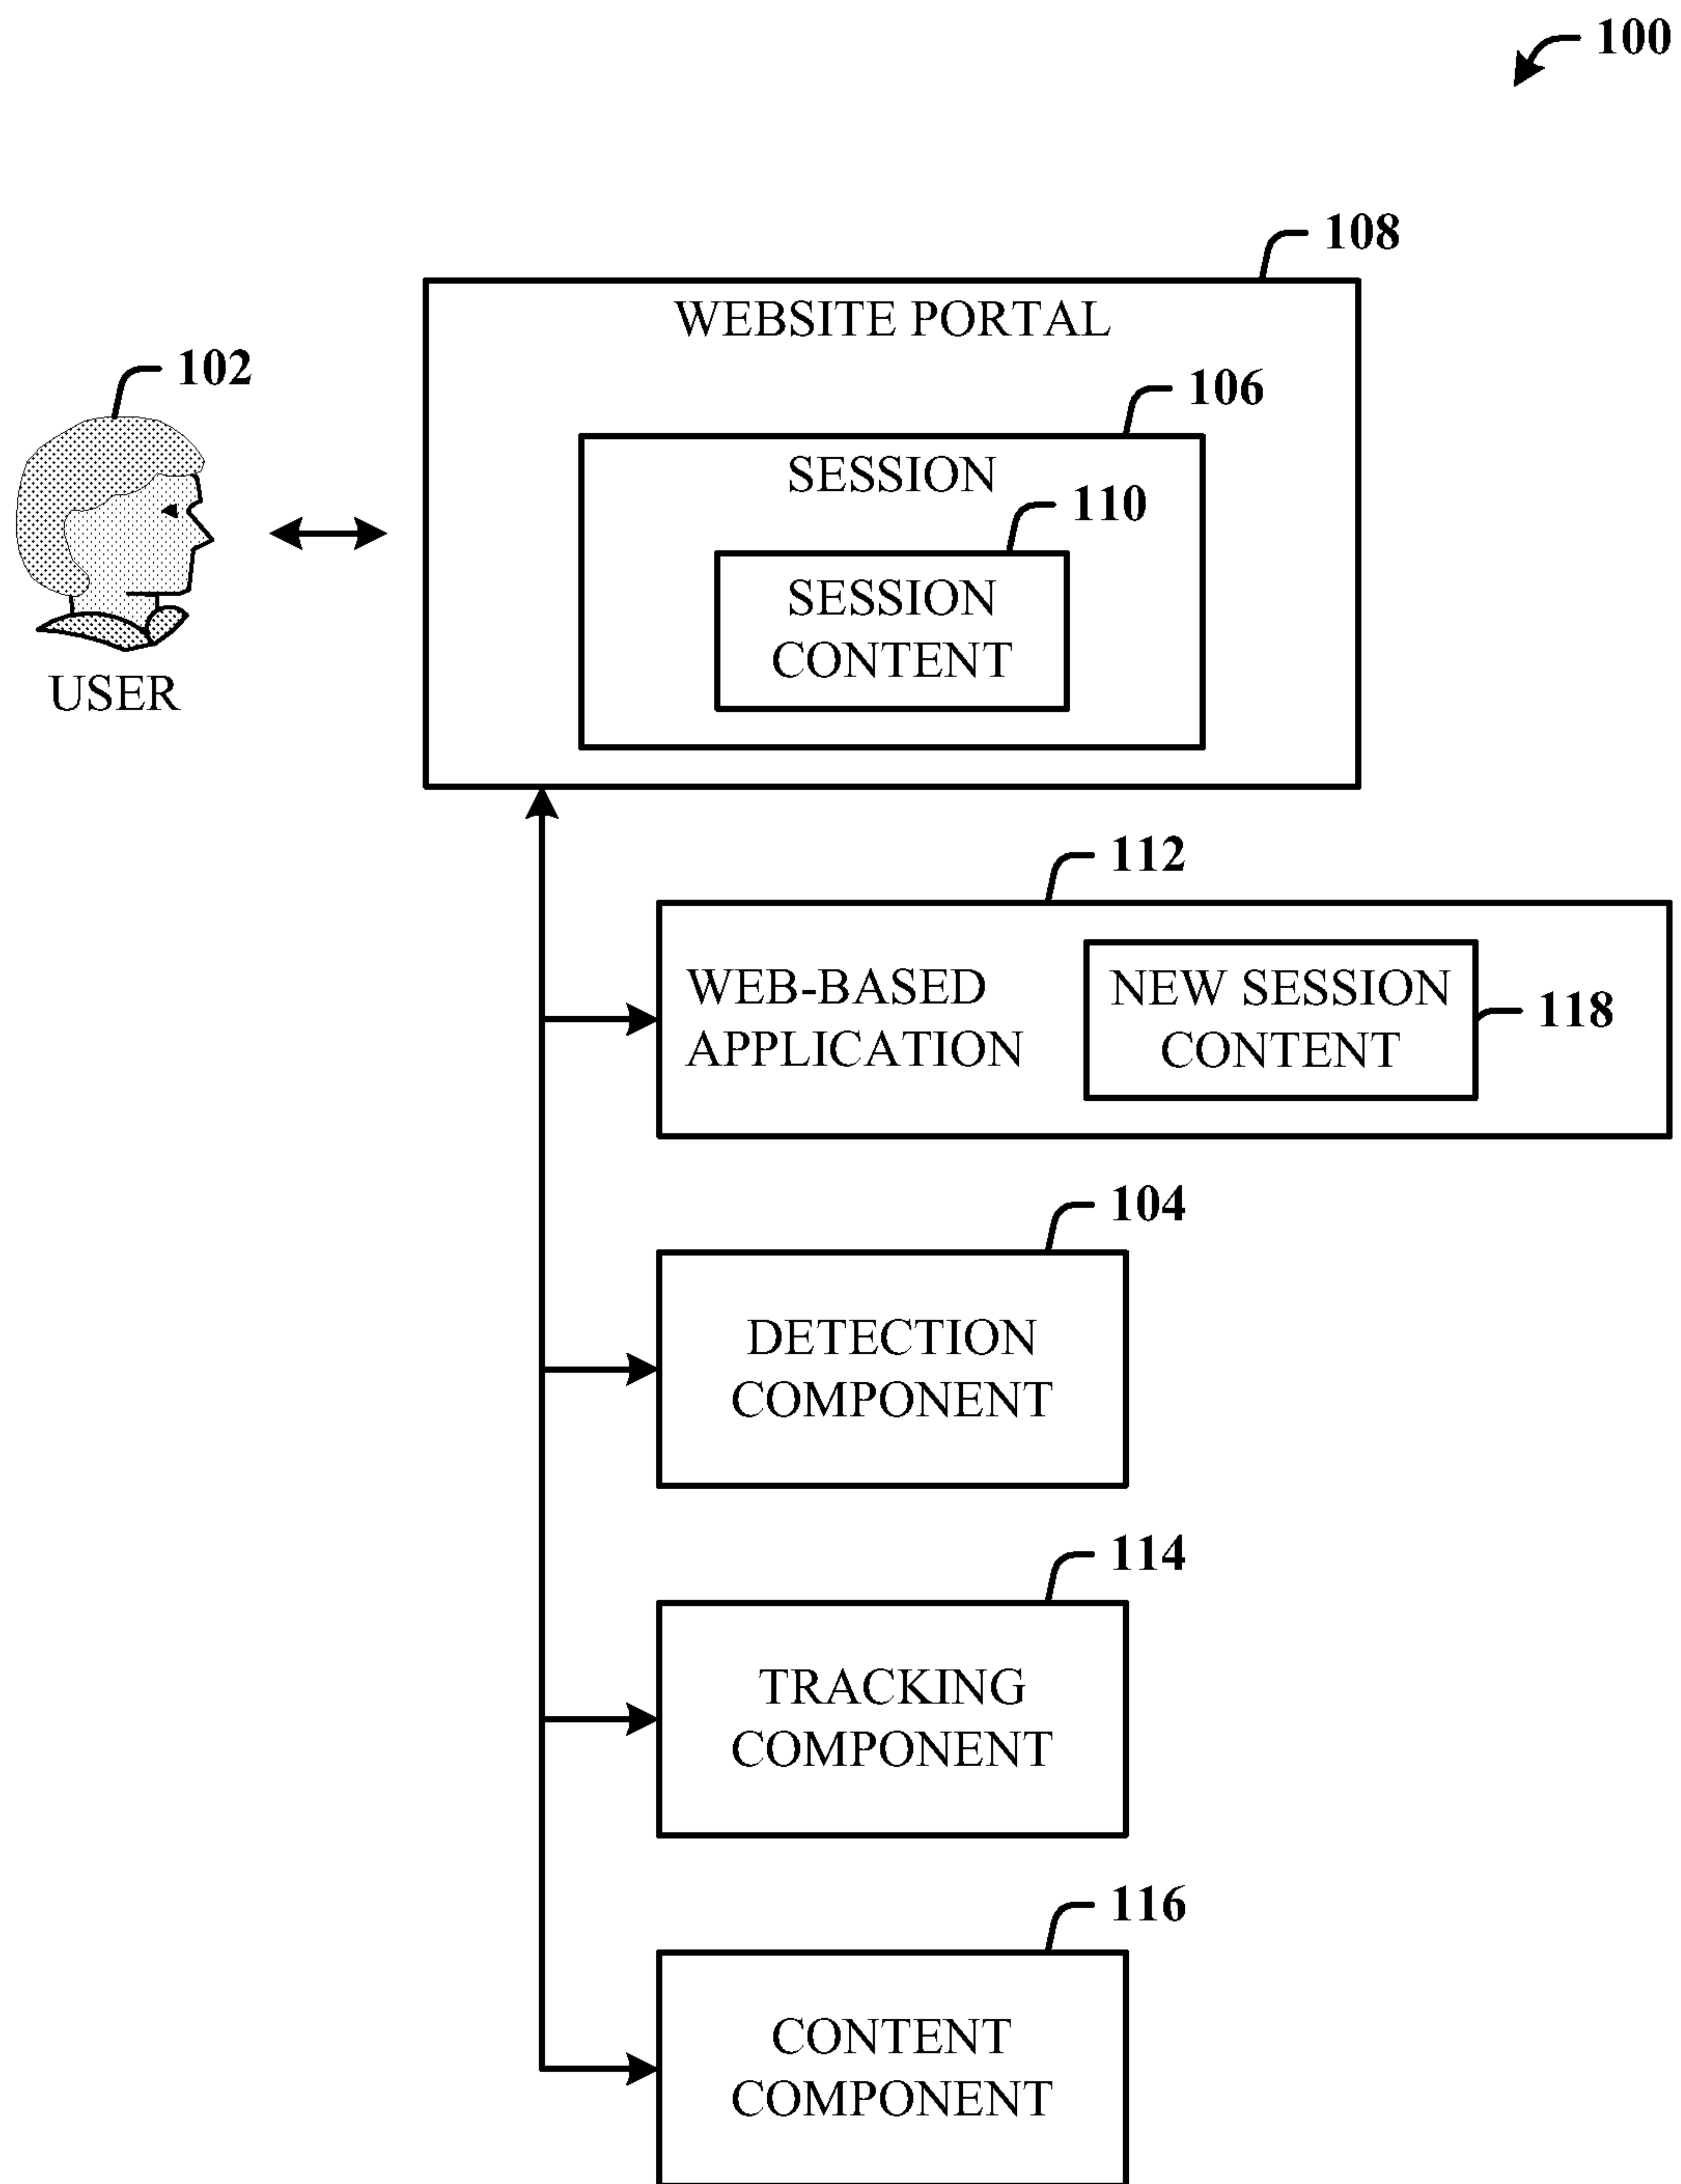 100
108
WEBSITE PORTAL
102
106
SESSION
110
SESSION
CONTENT
USER
112
WEB-BASED
APPLICATION
NEW SESSION
CONTENT
118
104
DETECTION
COMPONENT
114
TRACKING
COMPONENT
116
CONTENT
COMPONENT